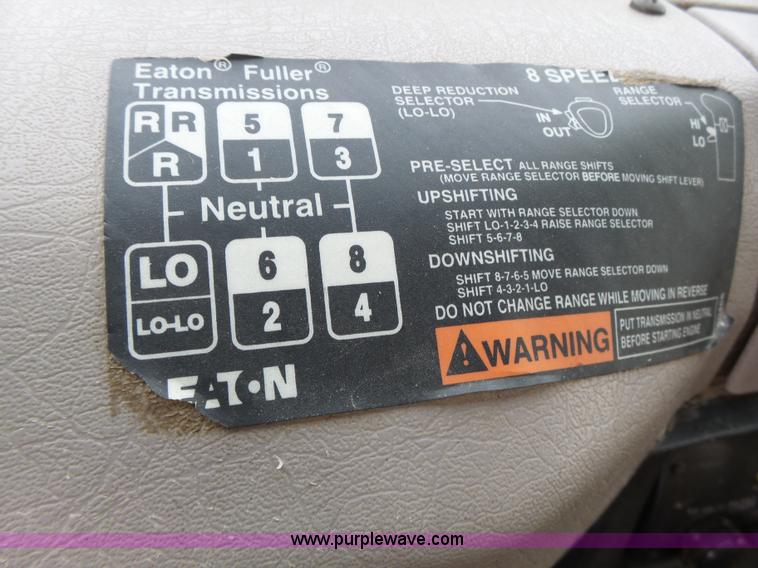 Eaton® Fuller®
Transmissions
R R
R
5
1
7
3
Neutral
LO
LO-LO
6
2
8
4
EATON
8 SPEED
DEEP REDUCTION
SELECTOR
(LO-LO)
IN
OUT
RANGE
SELECTOR
HI
LO
PRE-SELECT ALL RANGE SHIFTS
(MOVE RANGE SELECTOR BEFORE MOVING SHIFT LEVER)
UPSHIFTING
START WITH RANGE SELECTOR DOWN
SHIFT LO-1-2-3-4 RAISE RANGE SELECTOR
SHIFT 5-6-7-8
DOWNSHIFTING
SHIFT 8-7-6-5 MOVE RANGE SELECTOR DOWN
SHIFT 4-3-2-1-LO
DO NOT CHANGE RANGE WHILE MOVING IN REVERSE
WARNING
PUT TRANSMISSION IN NEUTRAL
BEFORE STARTING ENGINE
www.purplewave.com